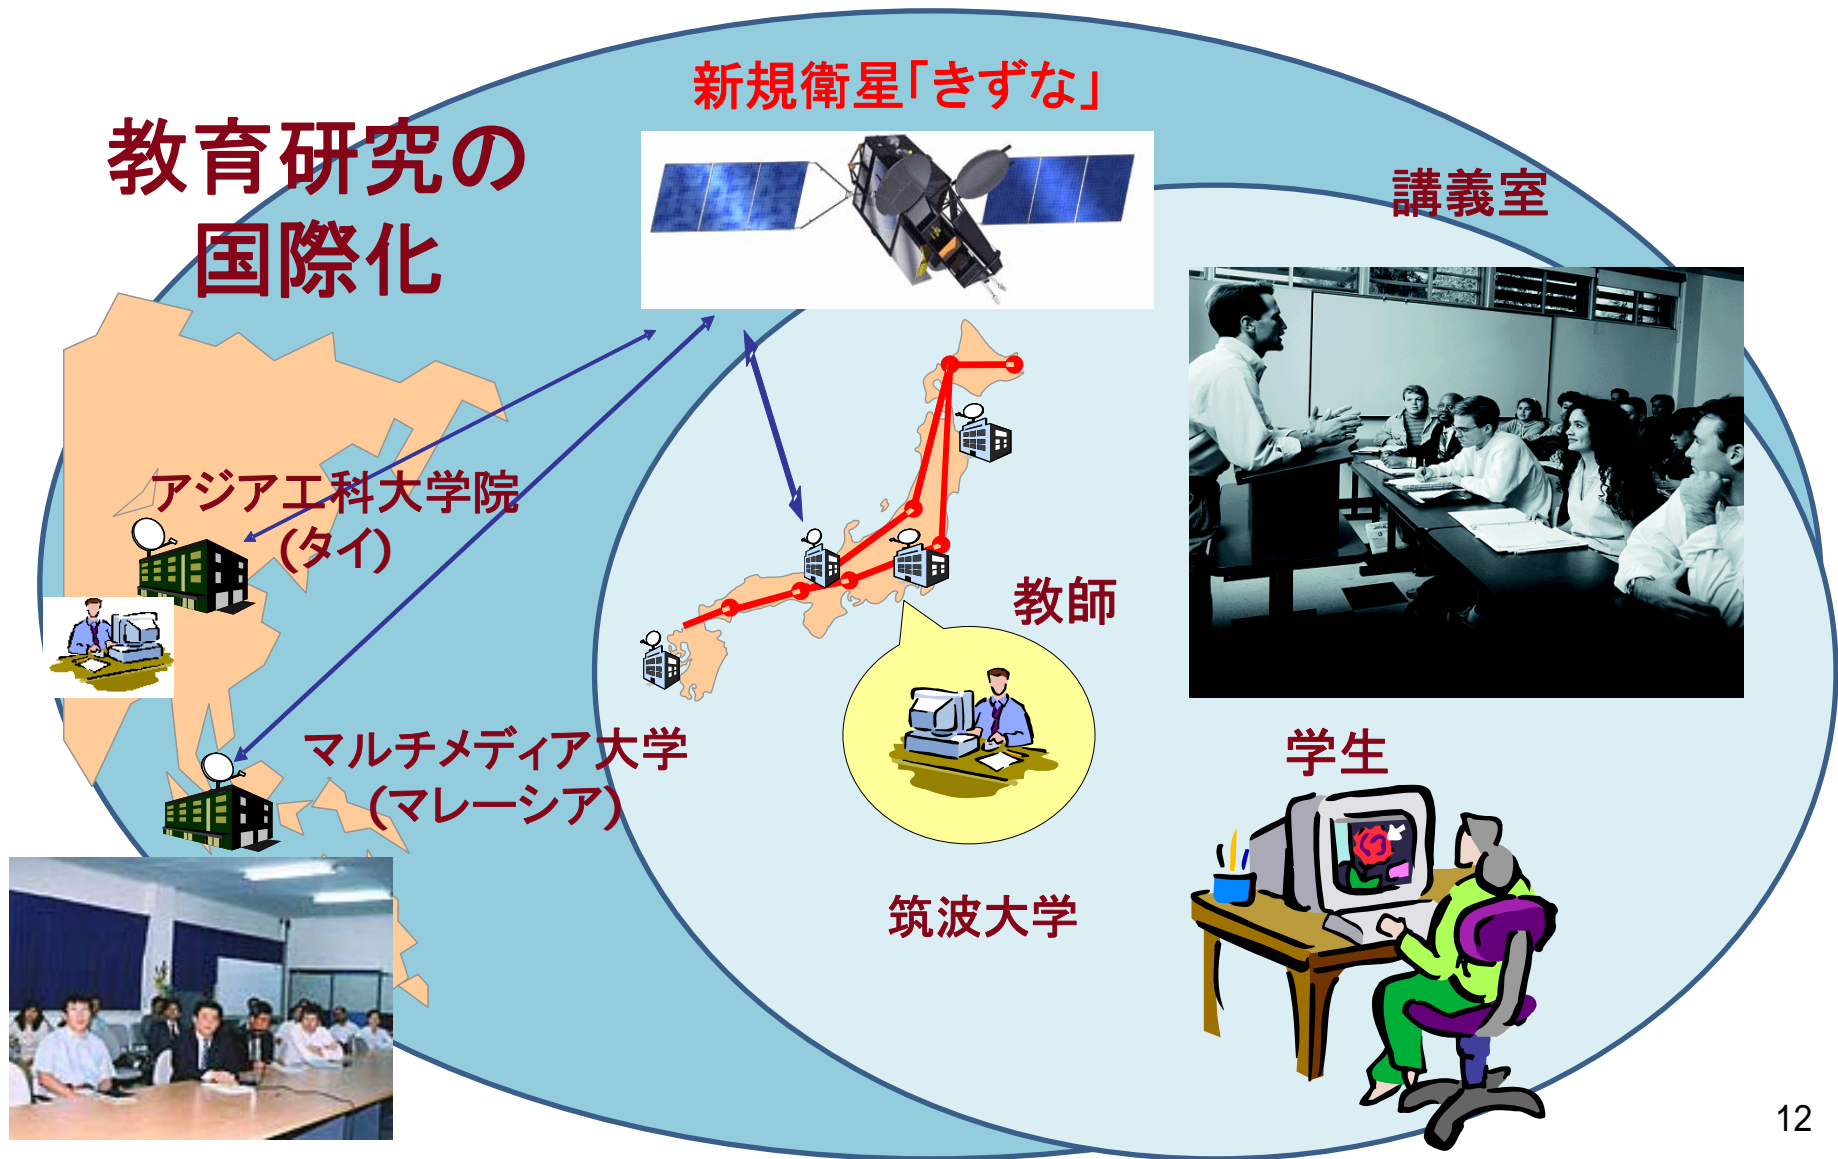 新規衛星「きずな」
教育研究の
国際化
講義室
アジア工科大学院
(タイ)
教師
マルチメディア大学
(マレーシア)
学生
筑波大学
12